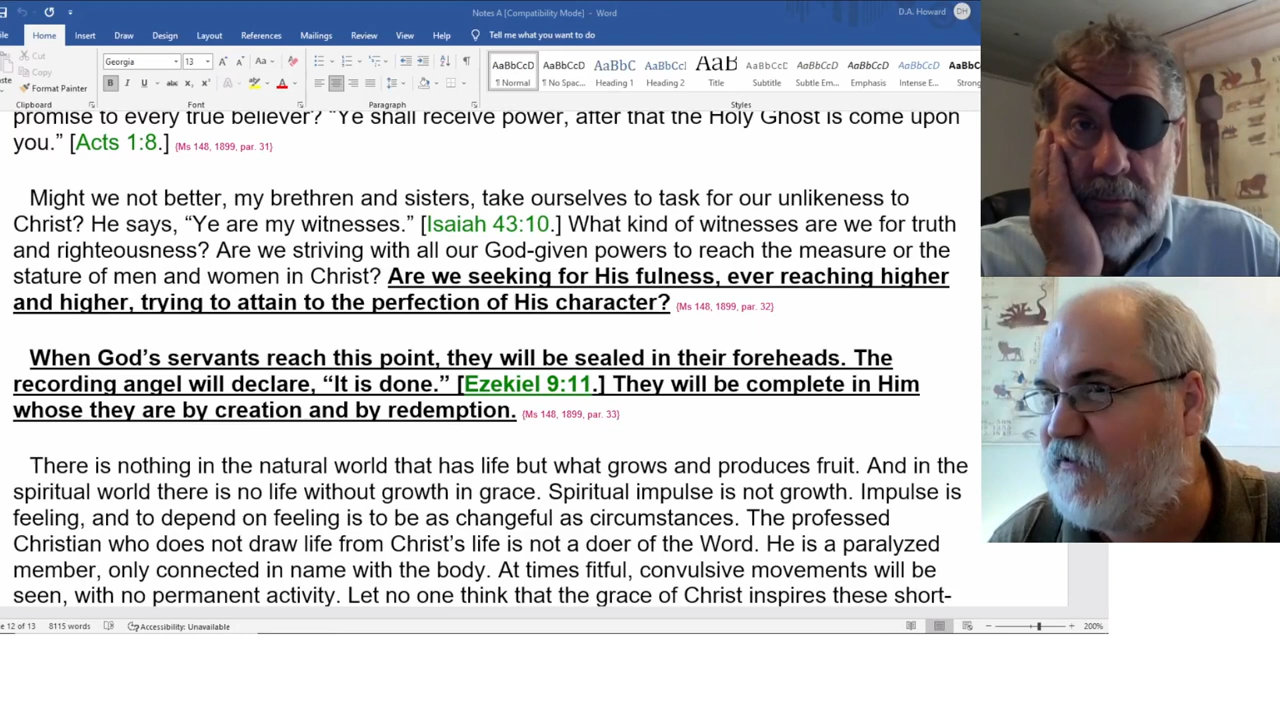 Notes A [Compatibility Mode] – Word
D.A. Howard
DH
Home Insert Draw Design Layout References Mailings Review View Help Tell me what you want to do
Cut
Copy
Format Painter
Georgia 13
AaBbCcD AaBbCcD AaBbC AaBbCcl AaB AaBbCcD AaBbCcD AaBbCcD AaBbCcD AaBbC
¶ Normal ¶ No Spac... Heading 1 Heading 2 Title Subtitle Subtle Em... Emphasis Intense E... Stron
Clipboard Font Paragraph Styles
promise to every true believer? “Ye shall receive power, after that the Holy Ghost is come upon
you.” [Acts 1:8.] {Ms 148, 1899, par. 31}
Might we not better, my brethren and sisters, take ourselves to task for our unlikeness to
Christ? He says, “Ye are my witnesses.” [Isaiah 43:10.] What kind of witnesses are we for truth
and righteousness? Are we striving with all our God-given powers to reach the measure or the
stature of men and women in Christ? Are we seeking for His fulness, ever reaching higher
and higher, trying to attain to the perfection of His character? {Ms 148, 1899, par. 32}
When God’s servants reach this point, they will be sealed in their foreheads. The
recording angel will declare, “It is done.” [Ezekiel 9:11.] They will be complete in Him
whose they are by creation and by redemption. {Ms 148, 1899, par. 33}
There is nothing in the natural world that has life but what grows and produces fruit. And in the
spiritual world there is no life without growth in grace. Spiritual impulse is not growth. Impulse is
feeling, and to depend on feeling is to be as changeful as circumstances. The professed
Christian who does not draw life from Christ’s life is not a doer of the Word. He is a paralyzed
member, only connected in name with the body. At times fitful, convulsive movements will be
seen, with no permanent activity. Let no one think that the grace of Christ inspires these short-
e 12 of 13 8115 words Accessibility: Unavailable 200%